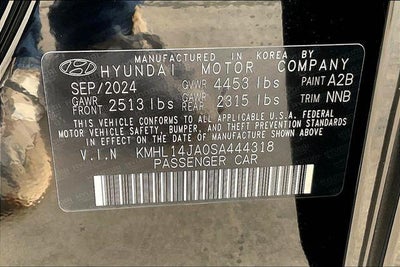 MANUFACTURED IN KOREA BY
HYUNDAI MOTOR COMPANY
SEP/2024 GVWR 4453 lbs PAINT A2B
GAWR FRT 2513 lbs GAWR RR 2315 lbs TRIM NNB
THIS VEHICLE CONFORMS TO ALL APPLICABLE U.S.A. FEDERAL
MOTOR VEHICLE SAFETY, BUMPER, AND THEFT PREVENTION
STANDARDS IN EFFECT ON THE DATE OF MANUFACTURE SHOWN ABOVE.
V.I.N KMHL14JA0SA444318
PASSENGER CAR